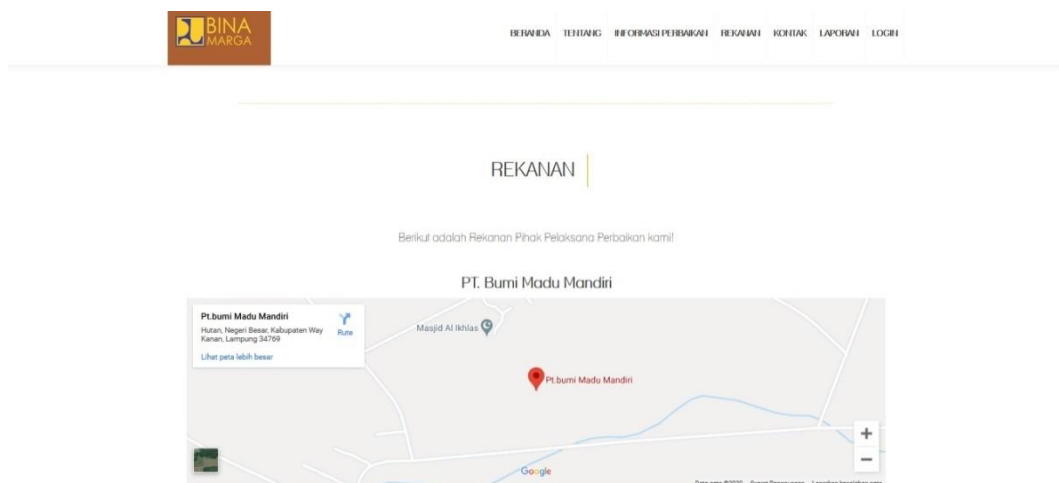 BINA
MARGA
BERANDA TENTANG INFORMASI PERBAIKAN REKANAN KONTAK LAPORAN LOGIN
REKANAN
Berikut adalah Rekanan Pihak Pelaksana Perbaikan kami!
PT. Bumi Madu Mandiri
Pt.bumi Madu Mandiri
Hutan, Negeri Besar, Kabupaten Way
Kanan, Lampung 34769
Rute
Lihat peta lebih besar
Masjid Al Ikhlas
Pt.bumi Madu Mandiri
Google